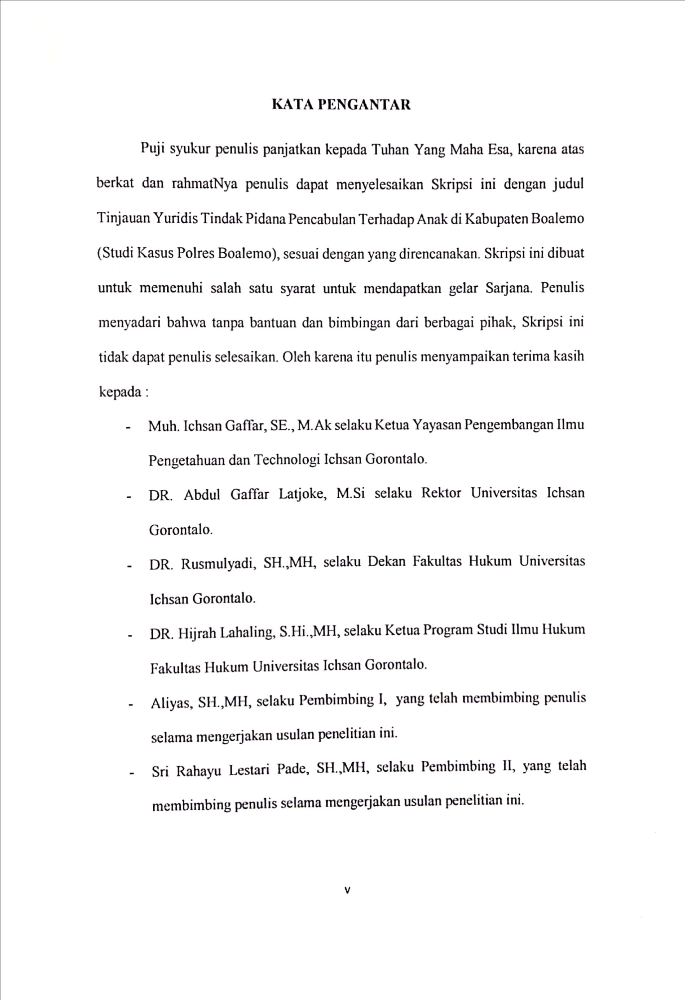 KATA PENGANTAR
Puji syukur penulis panjatkan kepada Tuhan Yang Maha Esa, karena atas
berkat dan rahmatNya penulis dapat menyelesaikan Skripsi ini dengan judul
Tinjauan Yuridis Tindak Pidana Pencabulan Terhadap Anak di Kabupaten Boalemo
(Studi Kasus Polres Boalemo), sesuai dengan yang direncanakan. Skripsi ini dibuat
untuk memenuhi salah satu syarat untuk mendapatkan gelar Sarjana. Penulis
menyadari bahwa tanpa bantuan dan bimbingan dari berbagai pihak, Skripsi ini
tidak dapat penulis selesaikan. Oleh karena itu penulis menyampaikan terima kasih
kepada :
- Muh. Ichsan Gaffar, SE., M.Ak selaku Ketua Yayasan Pengembangan Ilmu
Pengetahuan dan Technologi Ichsan Gorontalo.
- DR. Abdul Gaffar Latjoke, M.Si selaku Rektor Universitas Ichsan
Gorontalo.
- DR. Rusmulyadi, SH.,MH, selaku Dekan Fakultas Hukum Universitas
Ichsan Gorontalo.
- DR. Hijrah Lahaling, S.Hi.,MH, selaku Ketua Program Studi Ilmu Hukum
Fakultas Hukum Universitas Ichsan Gorontalo.
- Aliyas, SH.,MH, selaku Pembimbing I, yang telah membimbing penulis
selama mengerjakan usulan penelitian ini.
- Sri Rahayu Lestari Pade, SH.,MH, selaku Pembimbing II, yang telah
membimbing penulis selama mengerjakan usulan penelitian ini.
v